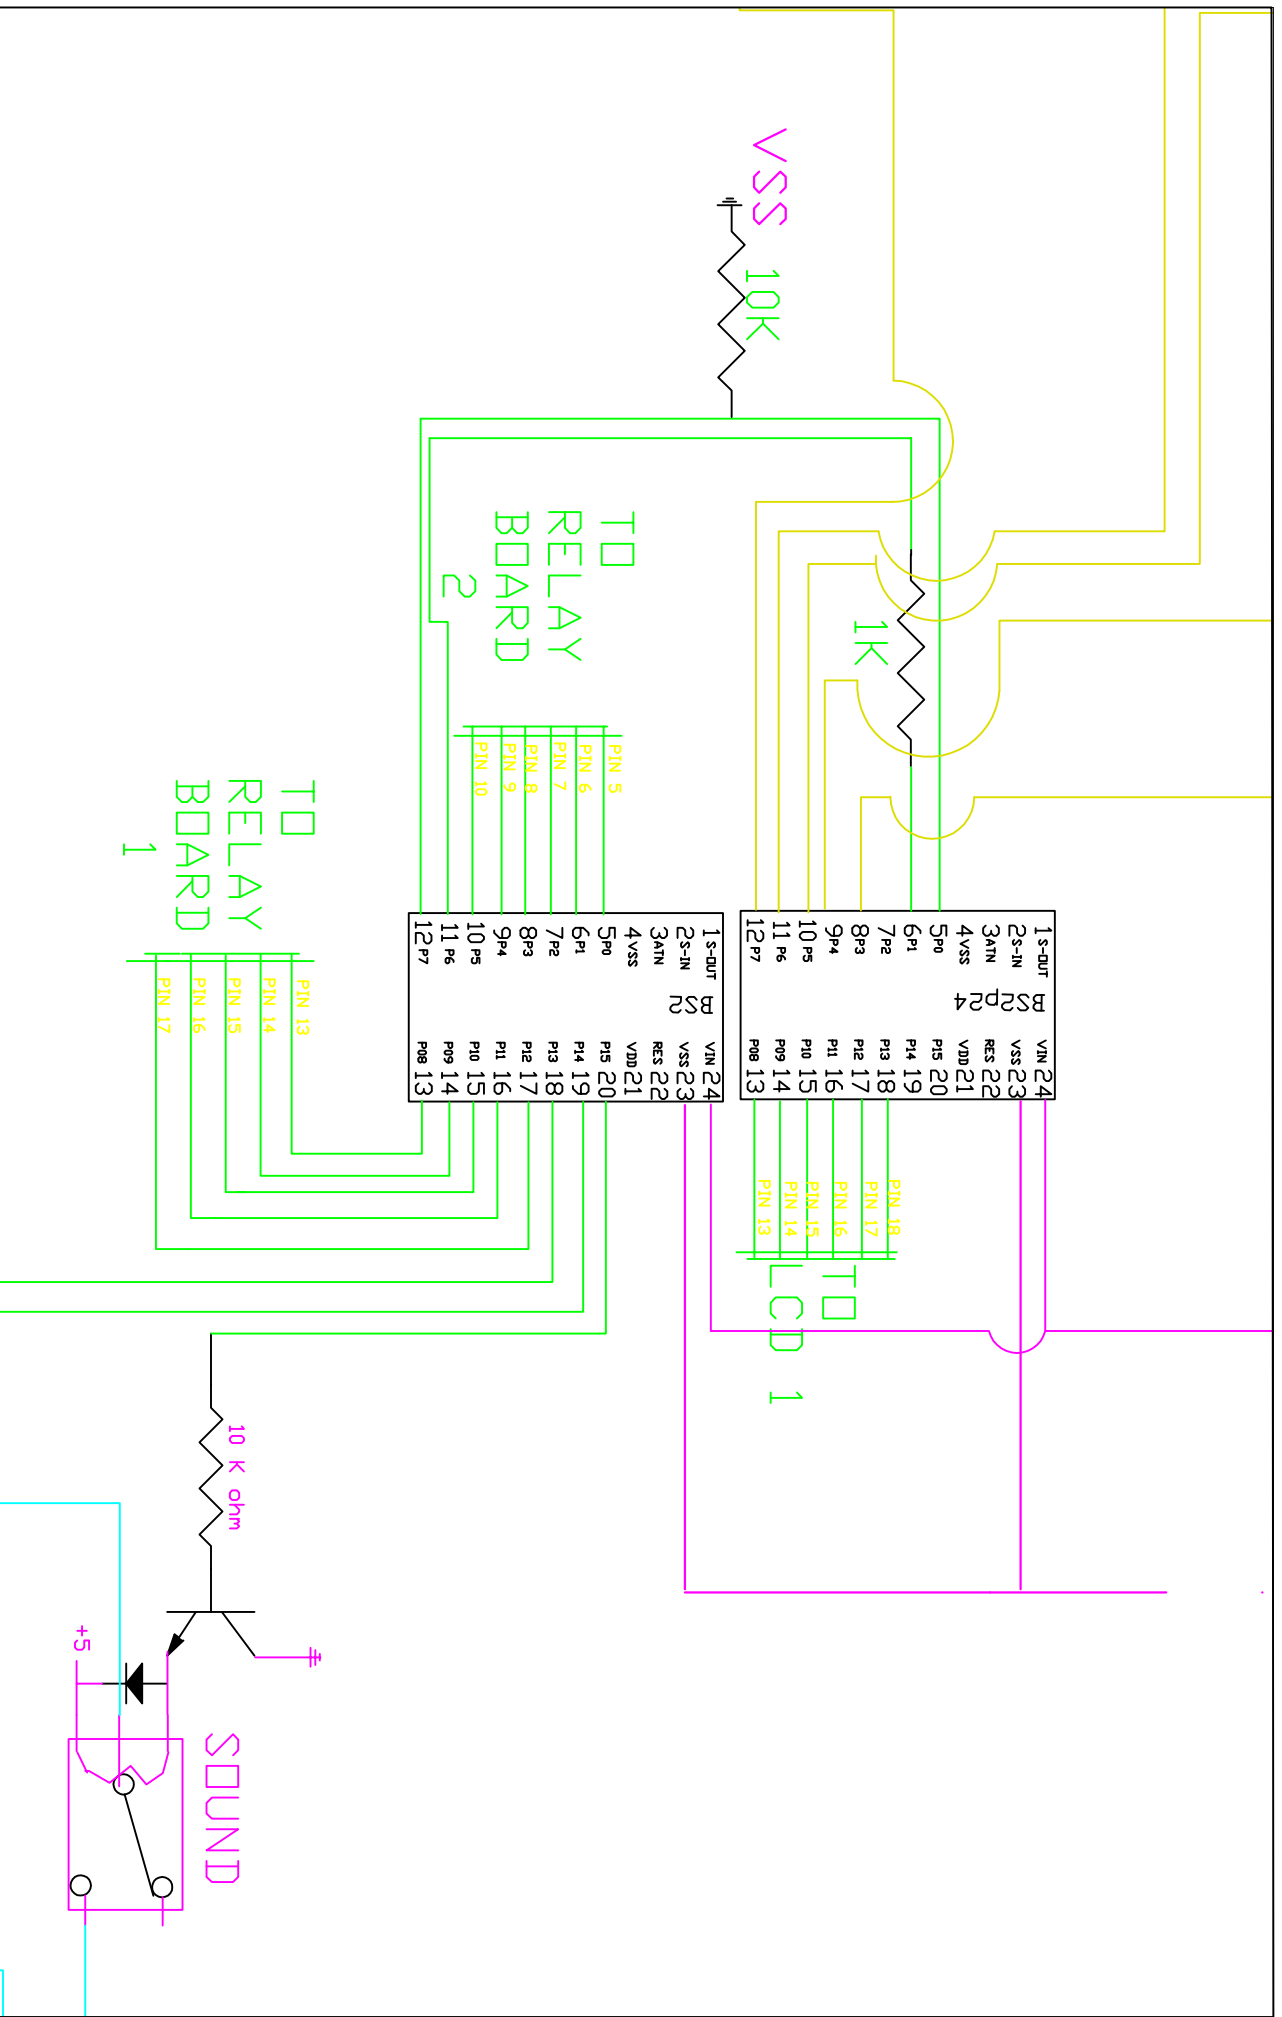 VSS
10K
1K
TO
RELAY
BOARD
2
PIN 5
PIN 6
PIN 7
PIN 8
PIN 9
PIN 10
TO
RELAY
BOARD
1
PIN 13
PIN 14
PIN 15
PIN 16
PIN 17
BS2p24
1 S-OUT
2 S-IN
3 ATN
4 VSS
5 P0
6 P1
7 P2
8 P3
9 P4
10 P5
11 P6
12 P7
VIN 24
VSS 23
RES 22
VDD 21
P15 20
P14 19
P13 18
P12 17
P11 16
P10 15
P09 14
P08 13
BS2
1 S-OUT
2 S-IN
3 ATN
4 VSS
5 P0
6 P1
7 P2
8 P3
9 P4
10 P5
11 P6
12 P7
VIN 24
VSS 23
RES 22
VDD 21
P15 20
P14 19
P13 18
P12 17
P11 16
P10 15
P09 14
P08 13
PIN 18
PIN 17
PIN 16
PIN 15
PIN 14
PIN 13
TO
LCD 1
10 K ohm
+5
SOUND